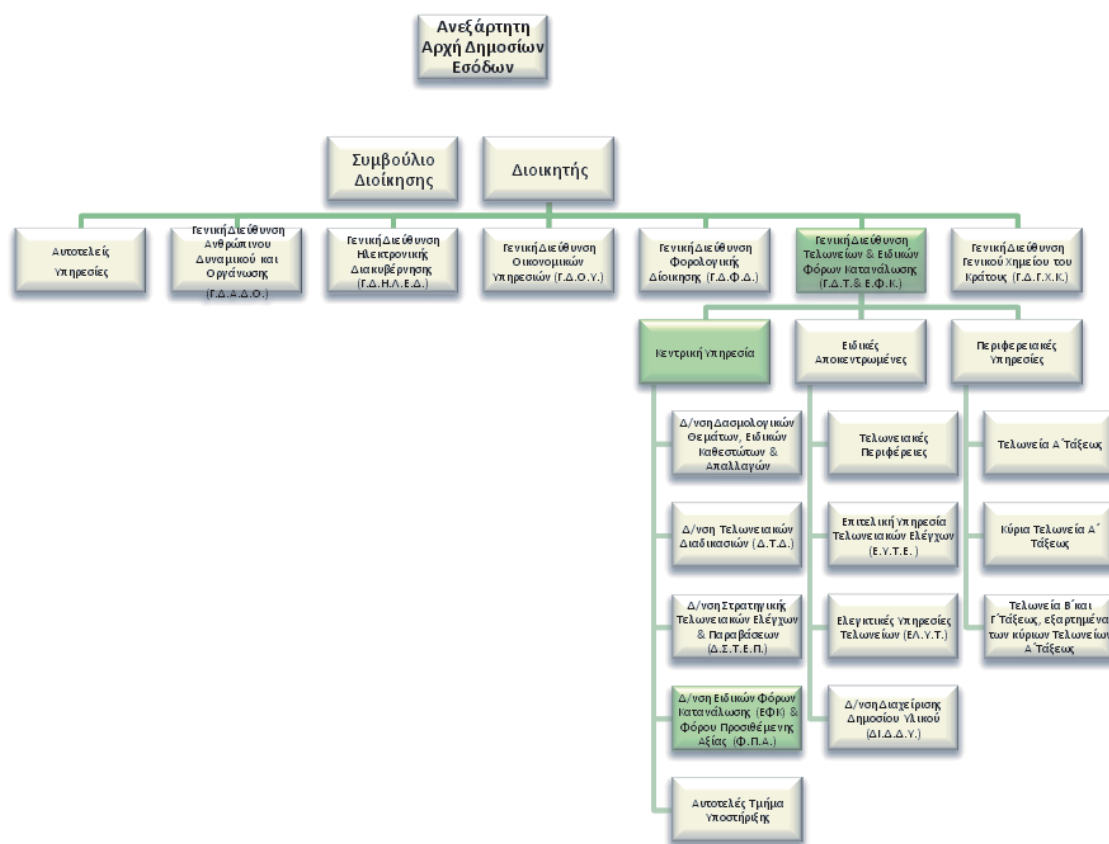 Ανεξάρτητη
Αρχή Δημοσίων
Εσόδων
Συμβούλιο
Διοίκησης
Διοικητής
Αυτοτελείς
Υπηρεσίες
Γενική Διεύθυνση
Ανθρώπινου
Δυναμικού και
Οργάνωσης
(Γ.Δ.Α.Δ.Ο.)
Γενική Διεύθυνση
Ηλεκτρονικής
Διακυβέρνησης
(Γ.Δ.Η.Λ.Ε.Δ.)
Γενική Διεύθυνση
Οικονομικών
Υπηρεσιών (Γ.Δ.Ο.Υ.)
Γενική Διεύθυνση
Φορολογικής
Δίοικησης (Γ.Δ.Φ.Δ.)
Γενική Διεύθυνση
Τελωνείων & Ειδικών
Φόρων Κατανάλωσης
(Γ.Δ.Τ.& Ε.Φ.Κ.)
Γενική Διεύθυνση
Γενικού Χημείου του
Κράτους (Γ.Δ.Γ.Χ.Κ.)
Κεντρική Υπηρεσία
Ειδικές
Αποκεντρωμένες
Περιφερειακές
Υπηρεσίες
Δ/νση Δασμολογικών
Θεμάτων, Ειδικών
Καθεστώτων &
Απαλλαγών
Τελωνειακές
Περιφέρειες
Τελωνεία Α΄Τάξεως
Δ/νση Τελωνειακών
Διαδικασιών (Δ.Τ.Δ.)
Επιτελική Υπηρεσία
Τελωνειακών Ελέγχων
(Ε.Υ.Τ.Ε. )
Κύρια Τελωνεία Α΄
Τάξεως
Δ/νση Στρατηγικής
Τελωνειακών Ελέγχων
& Παραβάσεων
(Δ.Σ.Τ.Ε.Π.)
Ελεγκτικές Υπηρεσίες
Τελωνείων (ΕΛ.Υ.Τ.)
Τελωνεία Β΄και
Γ΄Τάξεως, εξαρτημένα
των κύριων Τελωνείων
Α΄Τάξεως
Δ/νση Ειδικών Φόρων
Κατανάλωσης (ΕΦΚ) &
Φόρου Προσιθέμενης
Αξίας (Φ.Π.Α.)
Δ/νση Διαχείρισης
Δημοσίου Υλικού
(ΔΙ.Δ.Δ.Υ.)
Αυτοτελές Τμήμα
Υποστήριξης